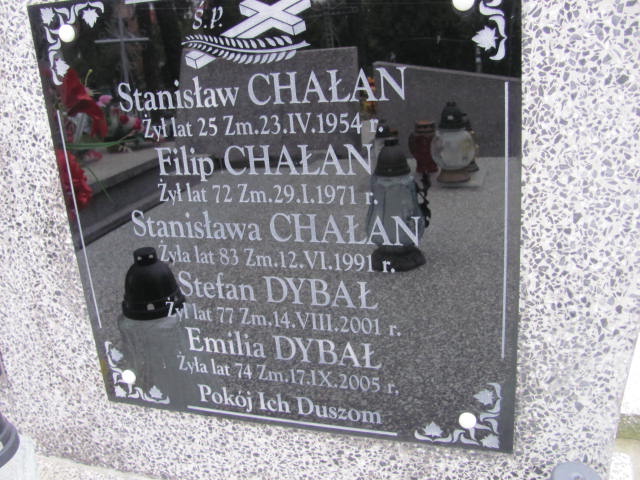 Ś.P.
Stanisław CHAŁAN
Żył lat 25 Zm.23.IV.1954 r.
Filip CHAŁAN
Żył lat 72 Zm.29.I.1971 r.
Stanisława CHAŁAN
Żyła lat 83 Zm.12.VI.1991 r.
Stefan DYBAŁ
Żył lat 77 Zm.14.VIII.2001 r.
Emilia DYBAŁ
Żyła lat 74 Zm.17.IX.2005 r.
Pokój Ich Duszom